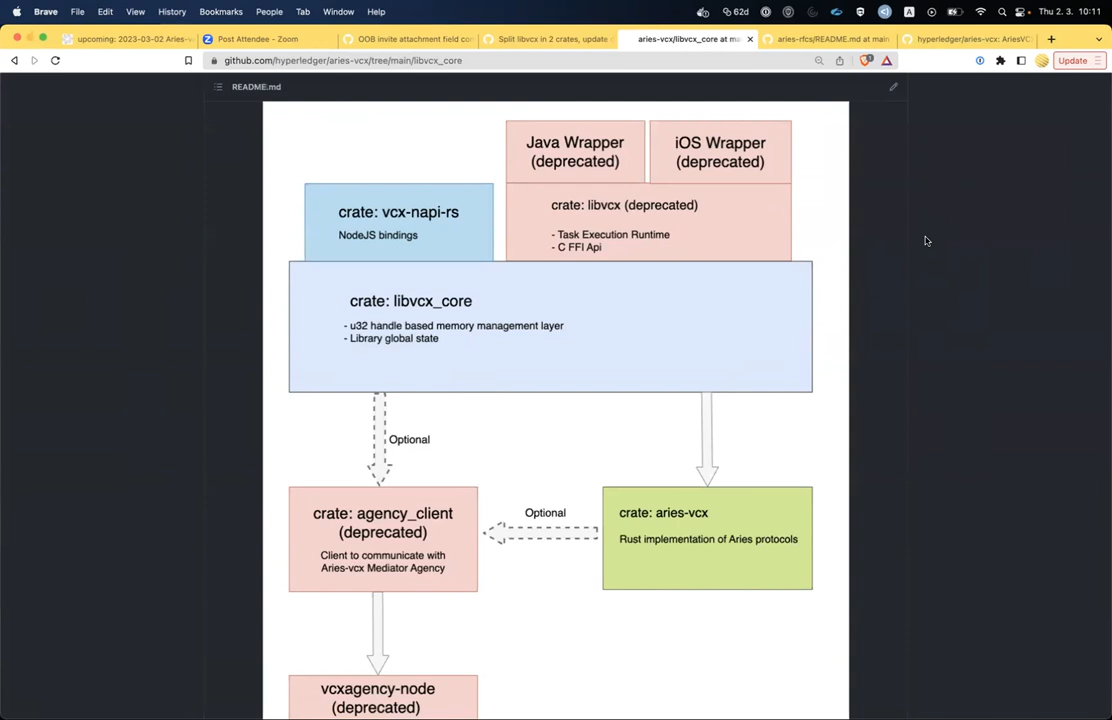 Brave File Edit View History Bookmarks People Tab Window Help 62d A Thu 2. 3. 10:11
upcoming: 2023-03-02 Aries-v Post Attendee - Zoom OOB invite attachment field con Split libvcx in 2 crates, update aries-vcx/libvcx_core at ma aries-rfcs/README.md at main hyperledger/aries-vcx: AriesVC
github.com/hyperledger/aries-vcx/tree/main/libvcx_core 1 Update
README.md
Java Wrapper
(deprecated)
iOS Wrapper
(deprecated)
crate: vcx-napi-rs
NodeJS bindings
crate: libvcx (deprecated)
- Task Execution Runtime
- C FFI Api
crate: libvcx_core
- u32 handle based memory management layer
- Library global state
Optional
crate: agency_client
(deprecated)
Client to communicate with
Aries-vcx Mediator Agency
Optional
crate: aries-vcx
Rust implementation of Aries protocols
vcxagency-node
(deprecated)